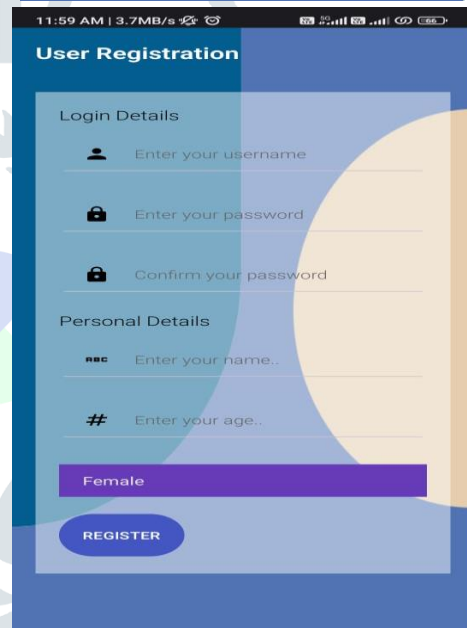 11:59 AM | 3.7MB/s
66
User Registration
Login Details
Enter your username
Enter your password
Confirm your password
Personal Details
ABC Enter your name..
# Enter your age..
Female
REGISTER